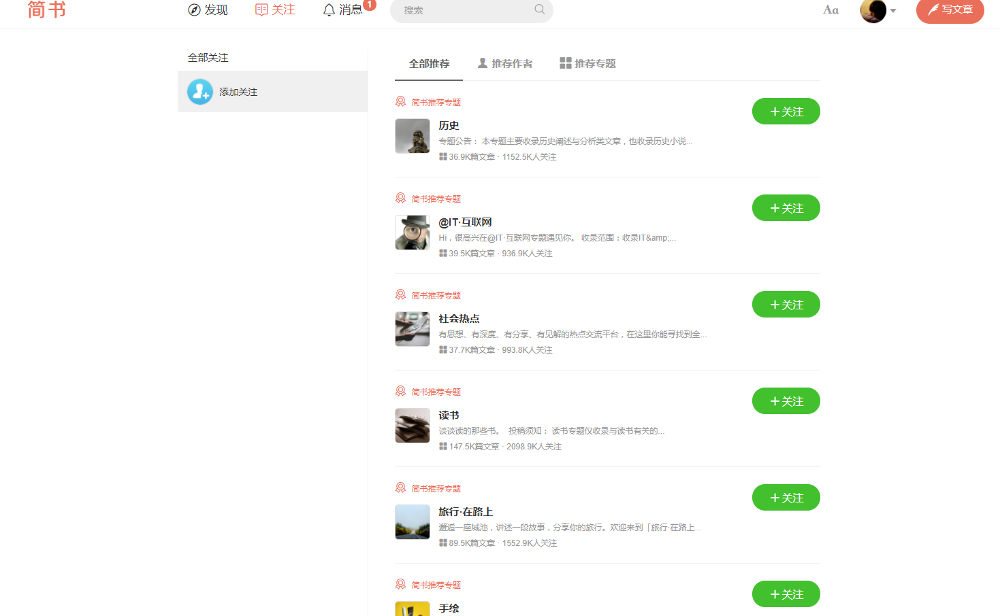 简书
发现
关注
消息
1
搜索
Aa
写文章
全部关注
添加关注
全部推荐
推荐作者
推荐专题
简书推荐专题
+关注
历史
专题公告： 本专题主要收录历史阐述与分析类文章，也收录历史小说...
36.9K篇文章 · 1152.5K人关注
简书推荐专题
+关注
@IT·互联网
Hi，很高兴在@IT·互联网专题遇见你。 收录范围：收录IT&amp;...
39.5K篇文章 · 936.9K人关注
简书推荐专题
+关注
社会热点
有思想、有深度、有分享、有见解的热点交流平台，在这里你能寻找到全...
37.7K篇文章 · 993.8K人关注
简书推荐专题
+关注
读书
谈谈读的那些书。 投稿须知： 读书专题仅收录与读书有关的...
147.5K篇文章 · 2098.9K人关注
简书推荐专题
+关注
旅行·在路上
邂逅一座城池，讲述一段故事，分享你的旅行。欢迎来到「旅行·在路上...
89.5K篇文章 · 1552.9K人关注
简书推荐专题
+关注
手绘